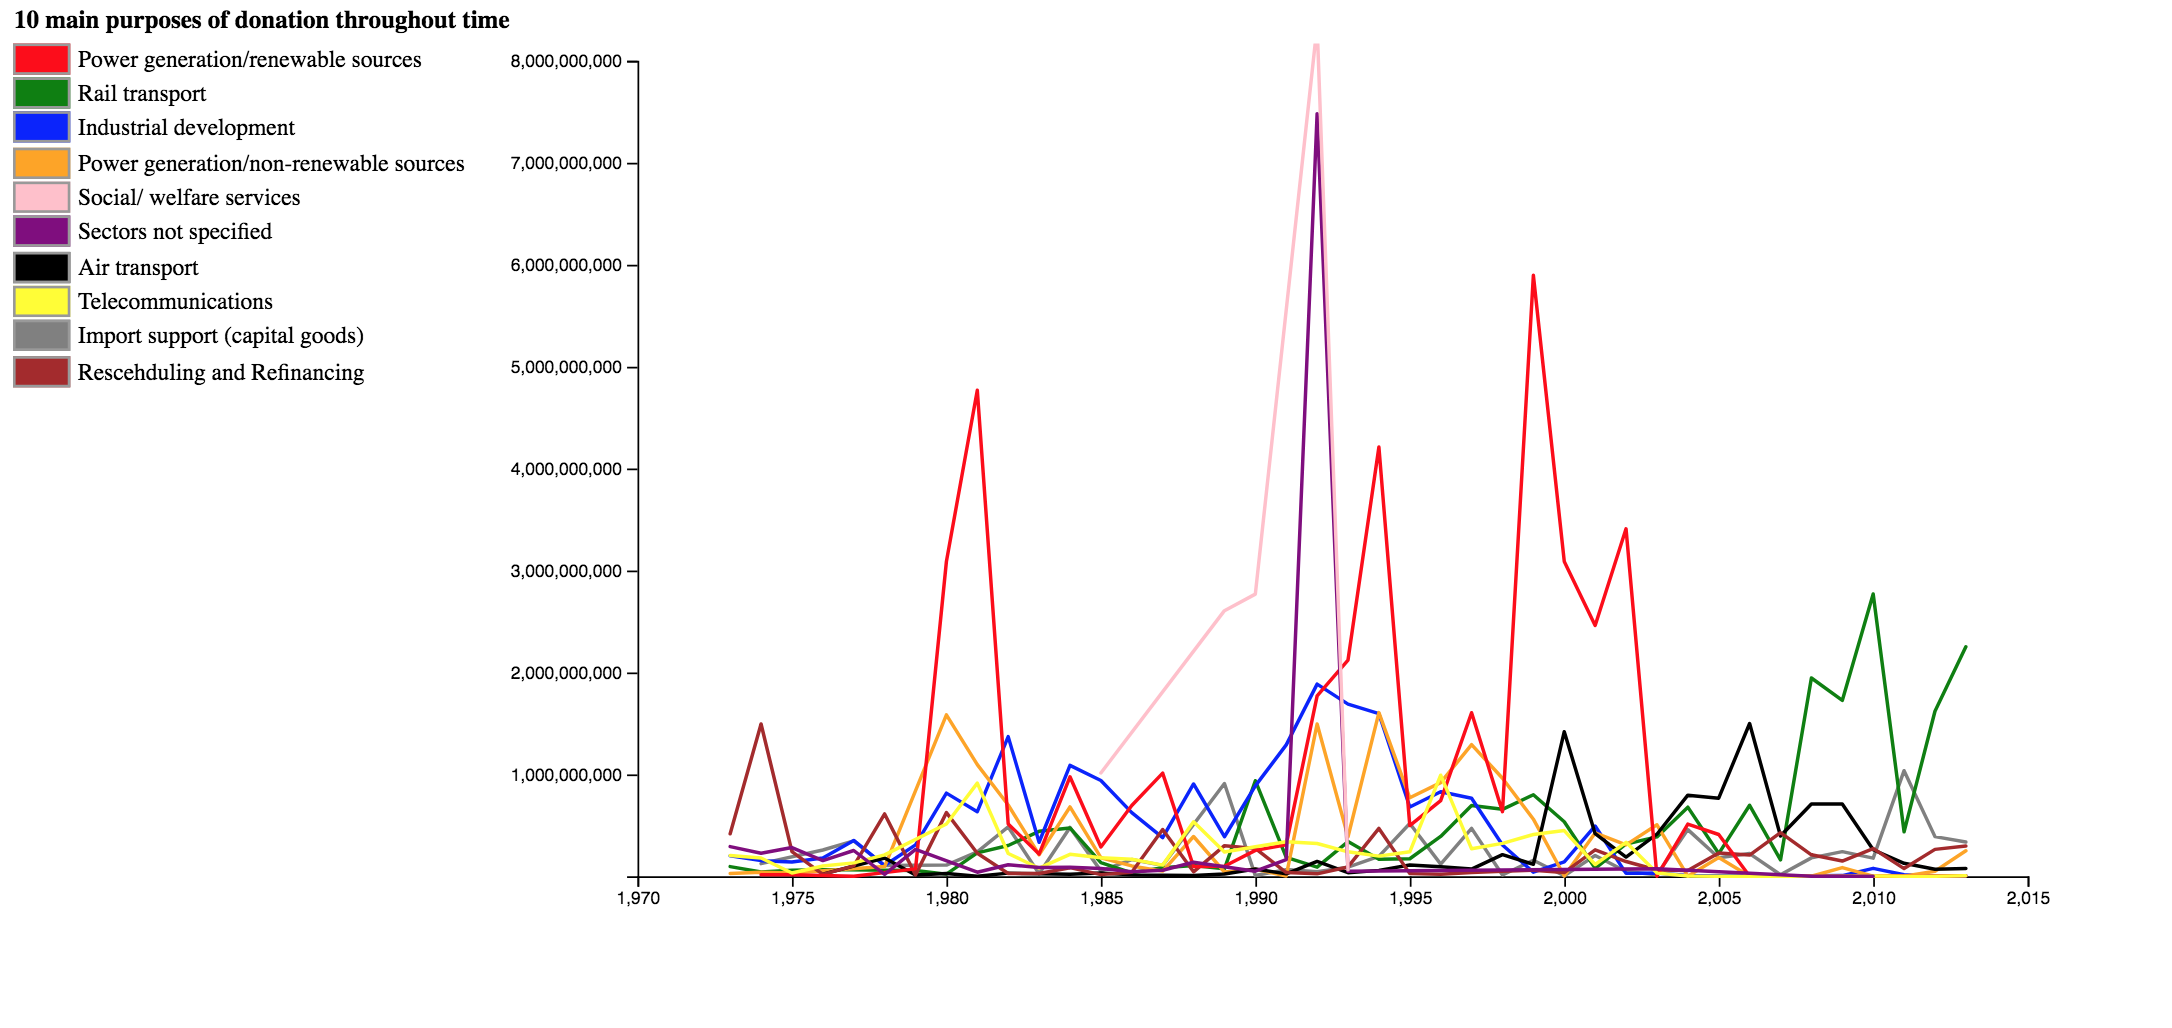 10 main purposes of donation throughout time
Power generation/renewable sources
Rail transport
Industrial development
Power generation/non-renewable sources
Social/ welfare services
Sectors not specified
Air transport
Telecommunications
Import support (capital goods)
Rescehduling and Refinancing
8,000,000,000
7,000,000,000
6,000,000,000
5,000,000,000
4,000,000,000
3,000,000,000
2,000,000,000
1,000,000,000
1,970 1,975 1,980 1,985 1,990 1,995 2,000 2,005 2,010 2,015